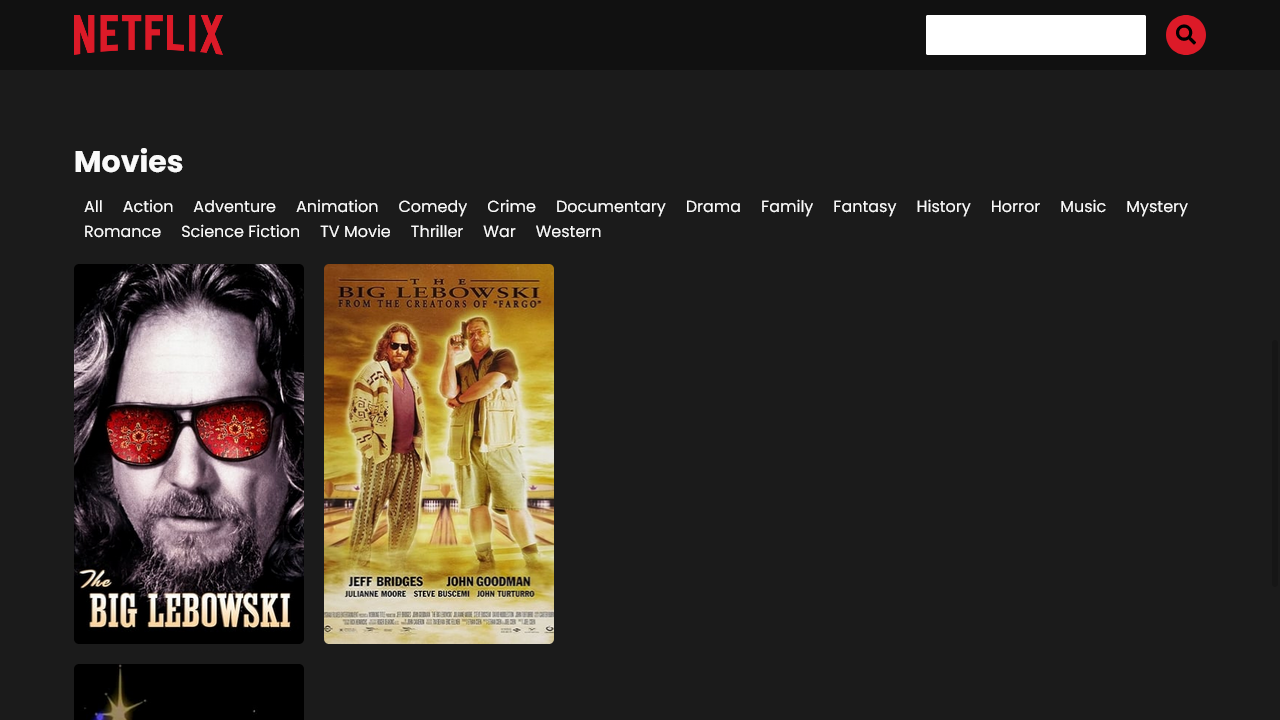 NETFLIX
Movies
All Action Adventure Animation Comedy Crime Documentary Drama Family Fantasy History Horror Music Mystery
Romance Science Fiction TV Movie Thriller War Western
The
BIG LEBOWSKI
THE
BIG LEBOWSKI
FROM THE CREATORS OF "FARGO"
JEFF BRIDGES JOHN GOODMAN
JULIANNE MOORE STEVE BUSCEMI JOHN TURTURRO